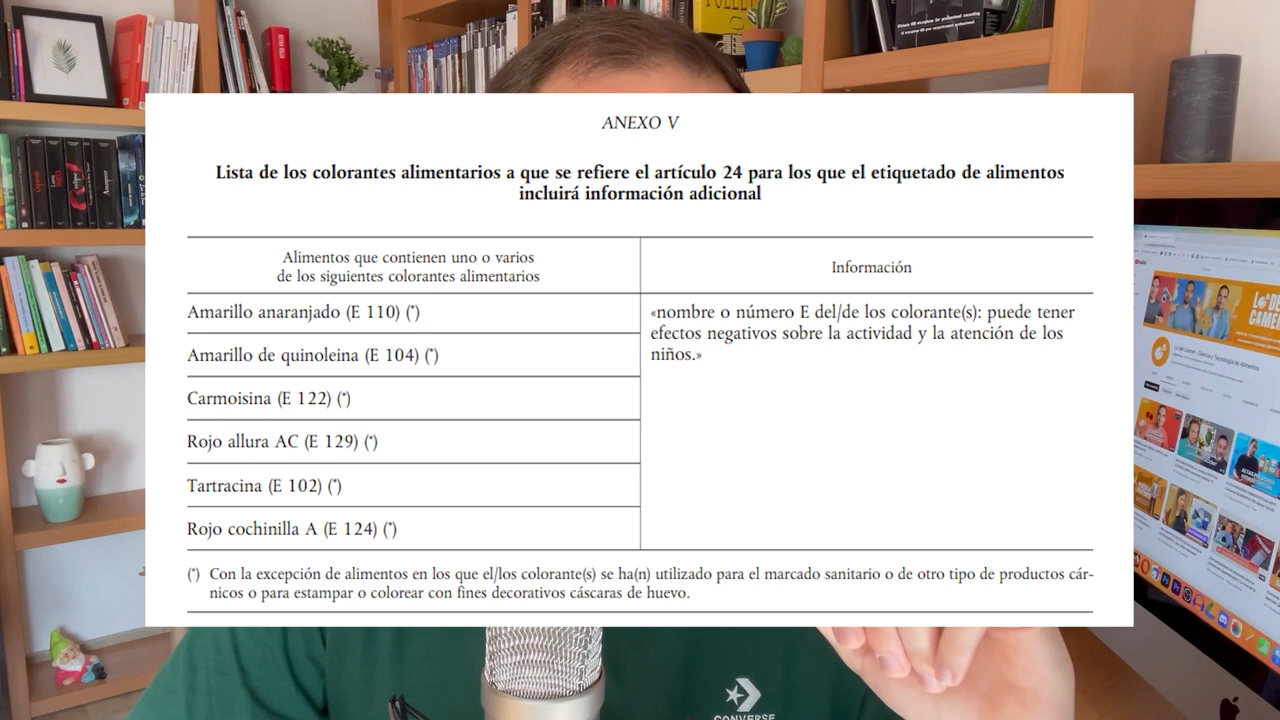 ANEXO V
Lista de los colorantes alimentarios a que se refiere el artículo 24 para los que el etiquetado de alimentos
incluirá información adicional
Alimentos que contienen uno o varios
de los siguientes colorantes alimentarios
Información
Amarillo anaranjado (E 110) (*)
«nombre o número E del/de los colorante(s): puede tener
efectos negativos sobre la actividad y la atención de los
niños.»
Amarillo de quinoleina (E 104) (*)
Carmoisina (E 122) (*)
Rojo allura AC (E 129) (*)
Tartracina (E 102) (*)
Rojo cochinilla A (E 124) (*)
(*) Con la excepción de alimentos en los que el/los colorante(s) se ha(n) utilizado para el marcado sanitario o de otro tipo de productos cár-
nicos o para estampar o colorear con fines decorativos cáscaras de huevo.
CONVERSE